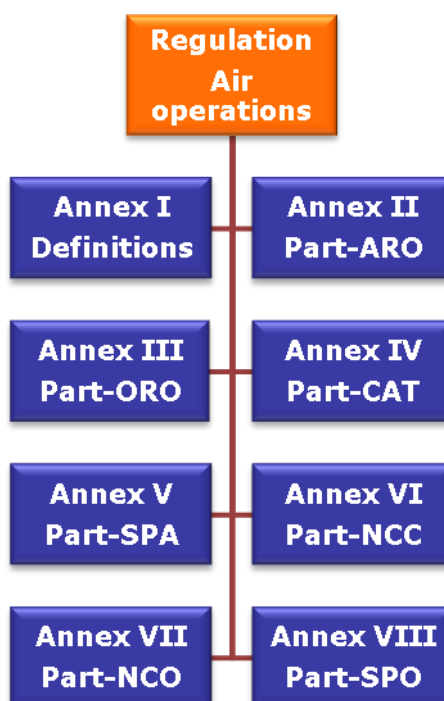 Regulation
Air
operations
Annex I
Definitions
Annex II
Part-ARO
Annex III
Part-ORO
Annex IV
Part-CAT
Annex V
Part-SPA
Annex VI
Part-NCC
Annex VII
Part-NCO
Annex VIII
Part-SPO